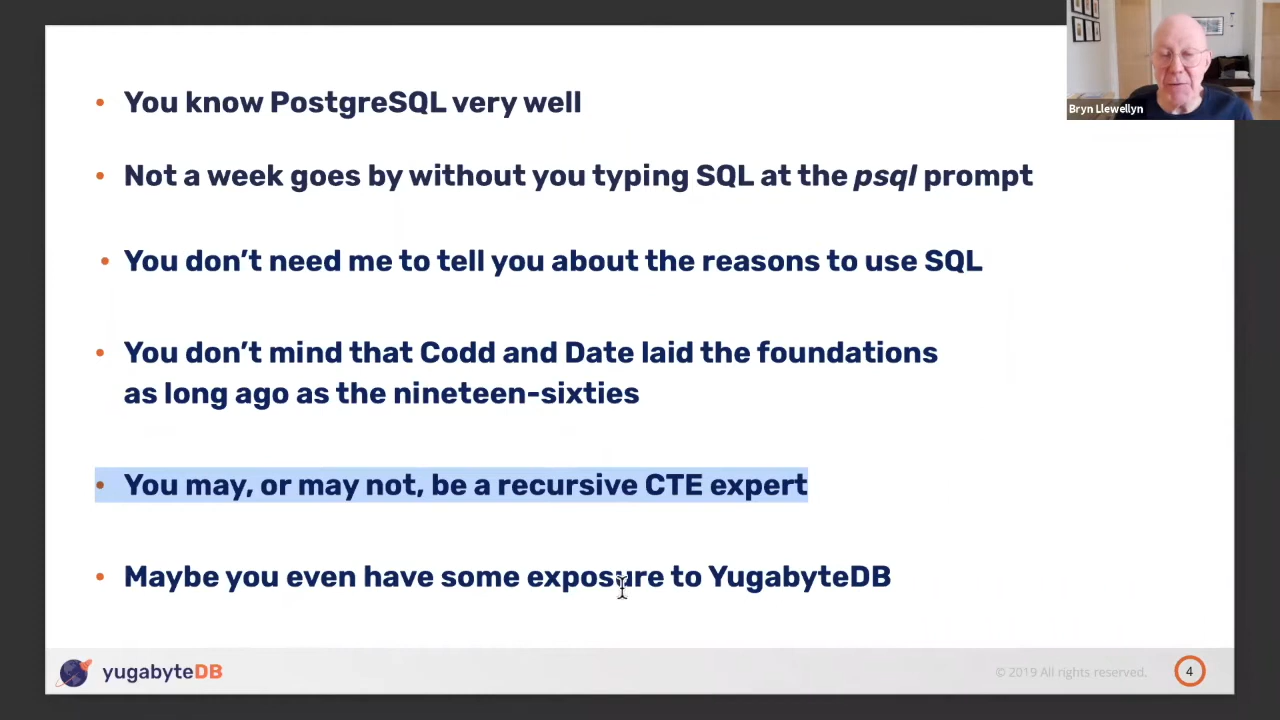 Bryn Llewellyn
• You know PostgreSQL very well
• Not a week goes by without you typing SQL at the psql prompt
• You don’t need me to tell you about the reasons to use SQL
• You don’t mind that Codd and Date laid the foundations
as long ago as the nineteen-sixties
• You may, or may not, be a recursive CTE expert
• Maybe you even have some exposure to YugabyteDB
yugabyteDB
© 2019 All rights reserved.
4